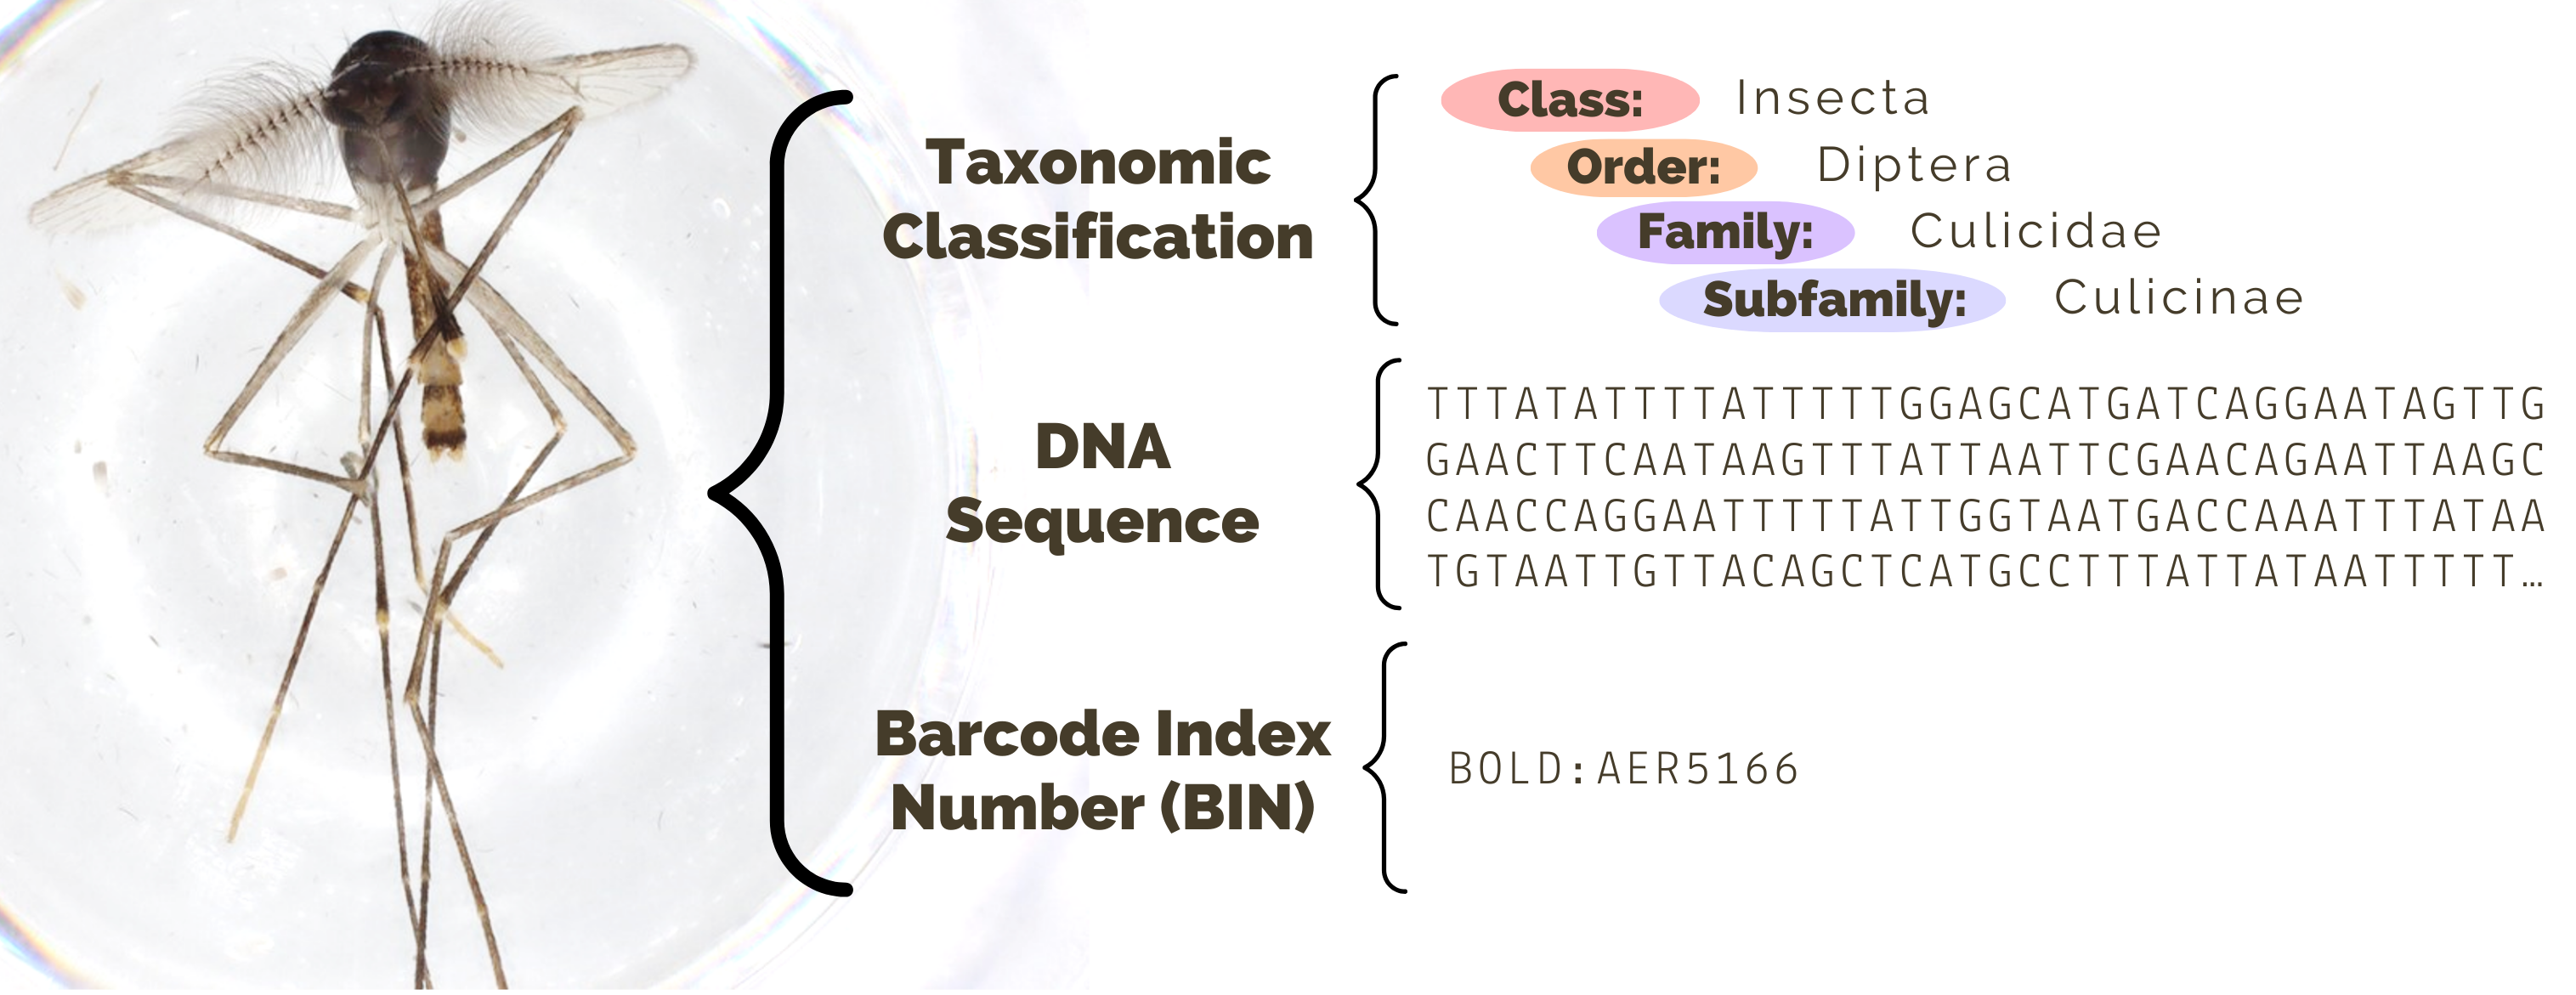 Taxonomic
Classification
Class: Insecta
Order: Diptera
Family: Culicidae
Subfamily: Culicinae
DNA
Sequence
TTTATATTTTATTTTTGGAGCATGATCAGGAATAGTTG
GAACTTCAATAAGTTTATTAATTCGAACAGAATTAAGC
CAACCAGGAATTTTTATTGGTAATGACCAAATTTATAA
TGTAATTGTTACAGCTCATGCCTTTATTATAATTTTT…
Barcode Index
Number (BIN)
BOLD:AER5166